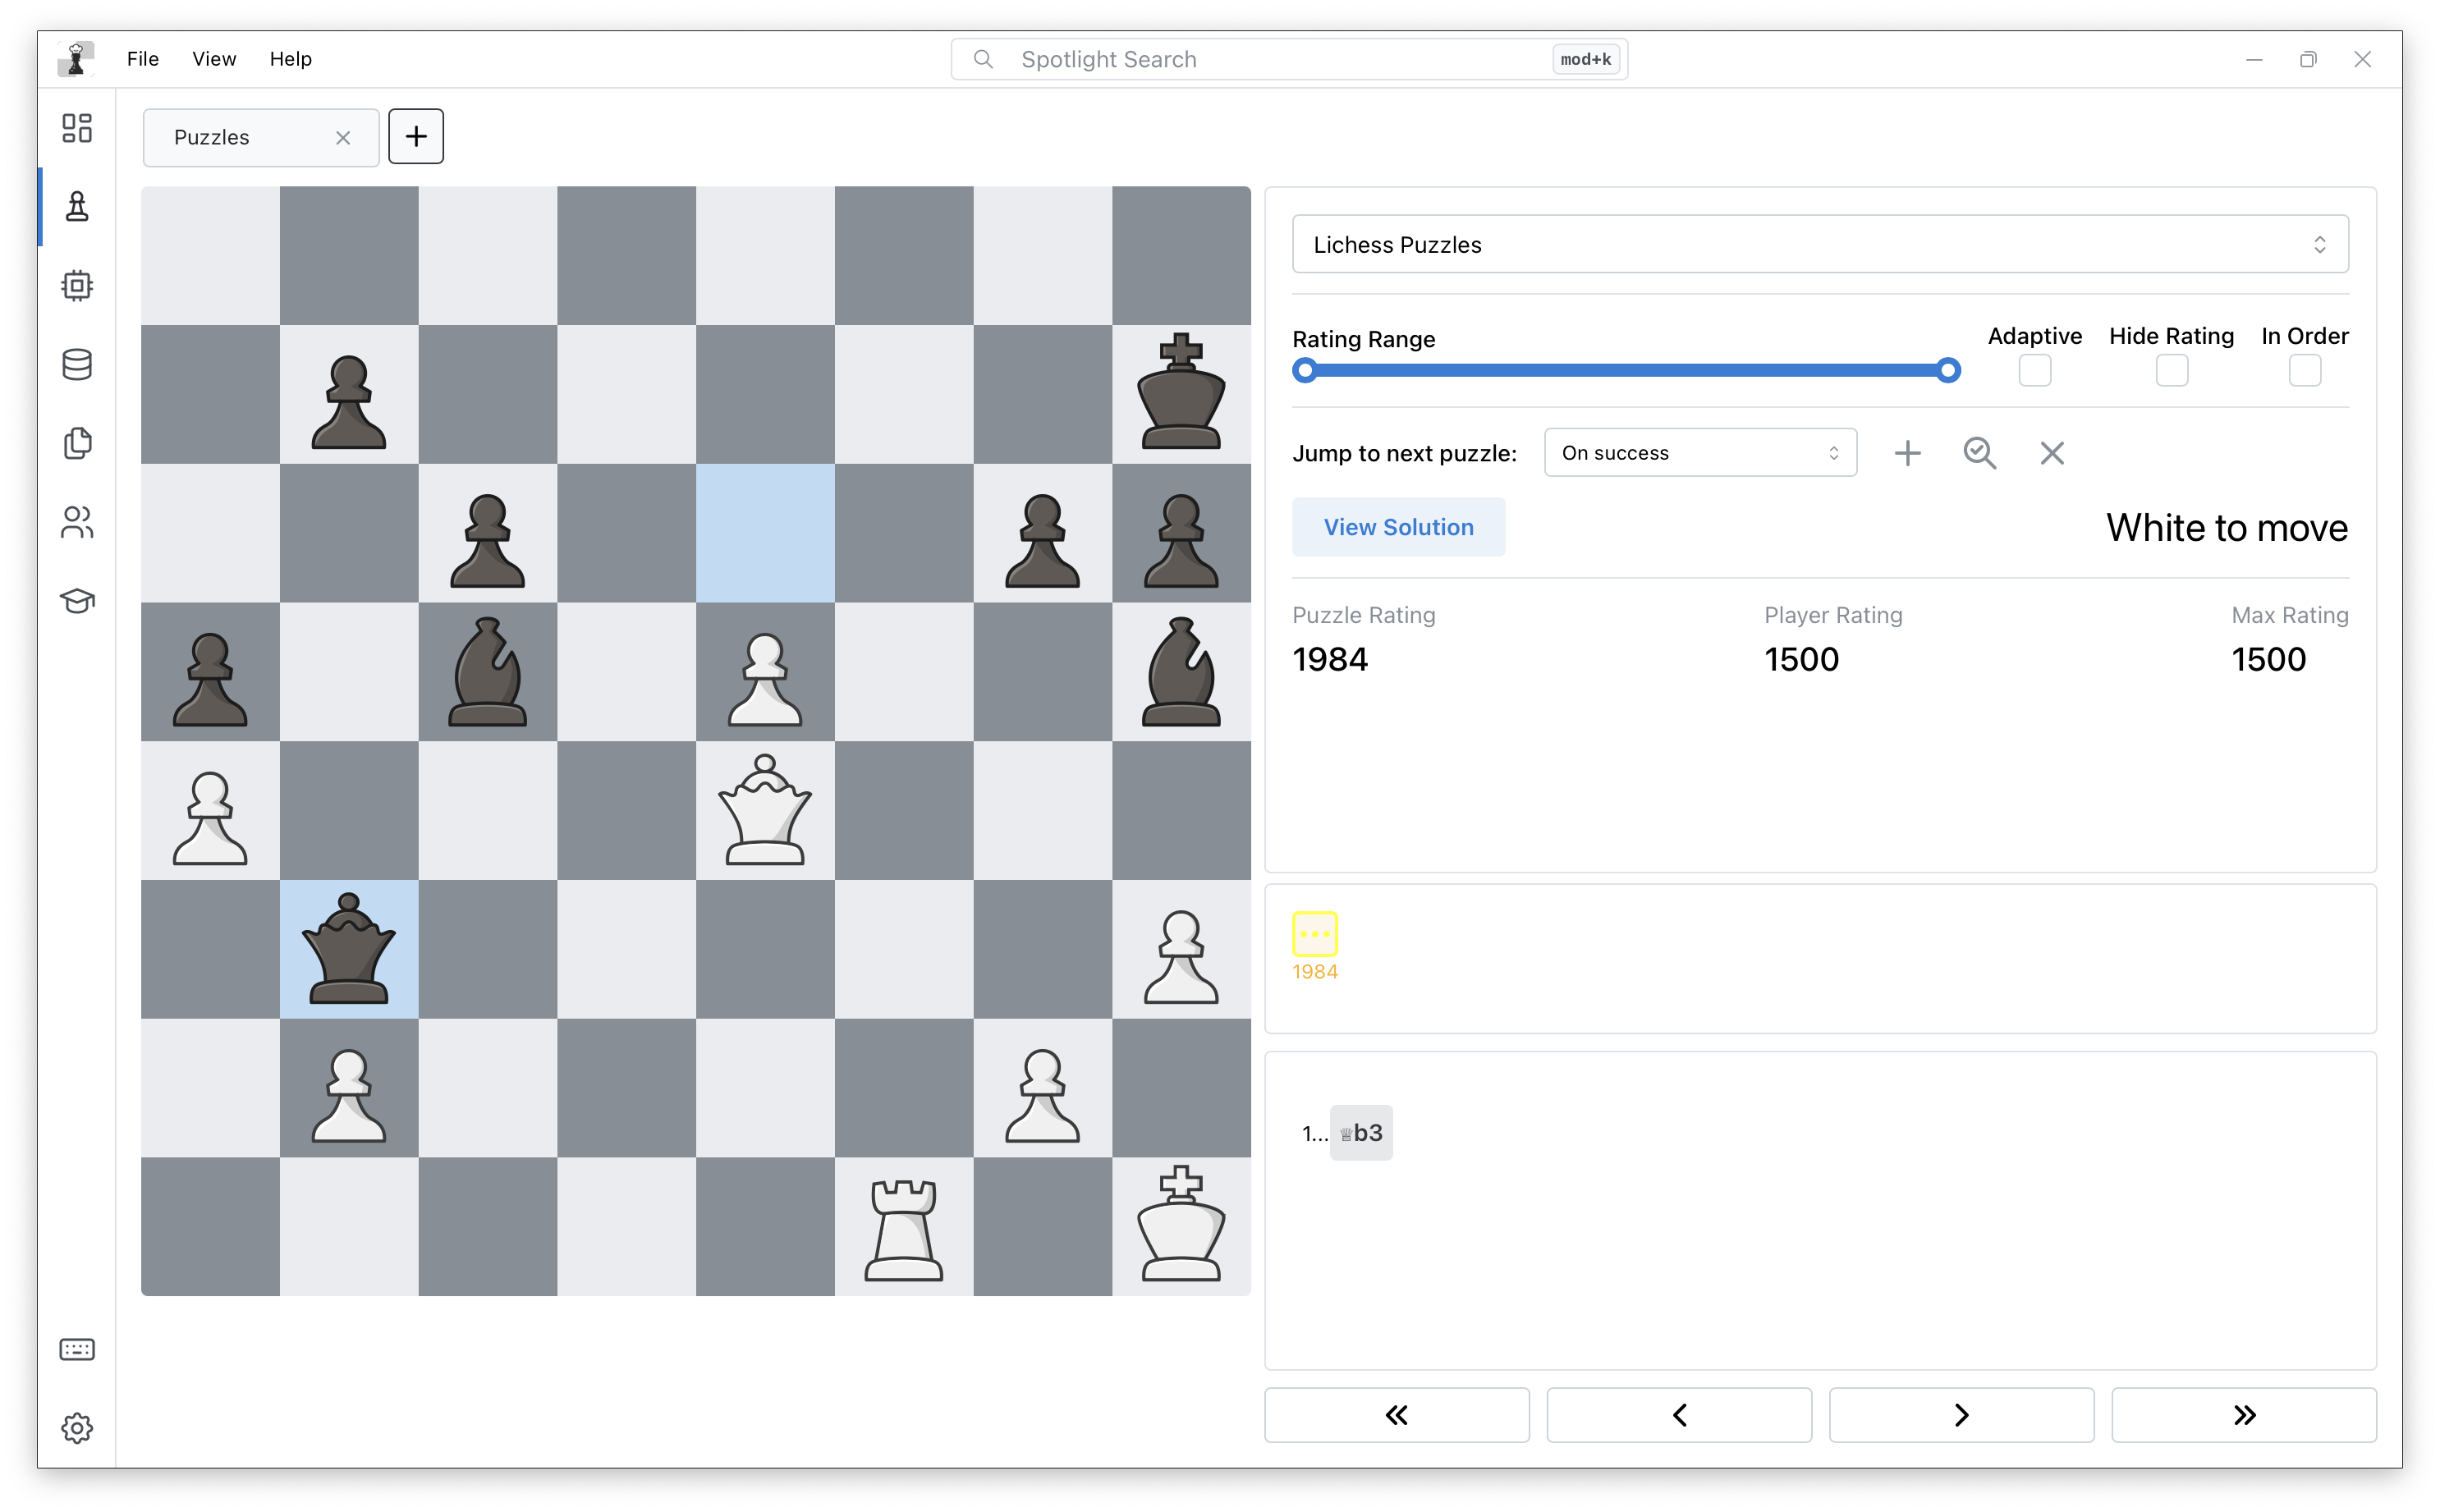 File View Help
Spotlight Search mod+k
Puzzles
Lichess Puzzles
Rating Range Adaptive Hide Rating In Order
Jump to next puzzle: On success
View Solution White to move
Puzzle Rating Player Rating Max Rating
1984 1500 1500
1984
1... ♕b3